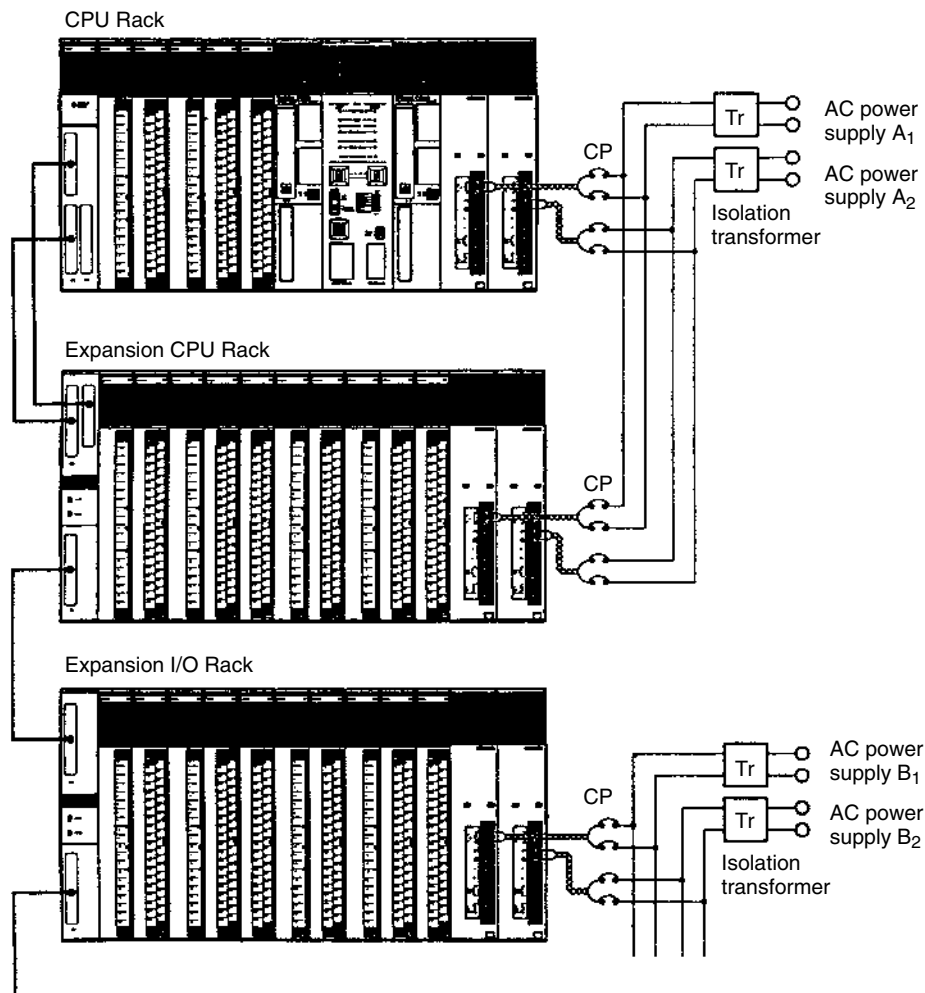 CPU Rack
CP
Tr
AC power
supply A₁
Tr
AC power
supply A₂
Isolation
transformer
Expansion CPU Rack
CP
Expansion I/O Rack
CP
Tr
AC power
supply B₁
Tr
AC power
supply B₂
Isolation
transformer